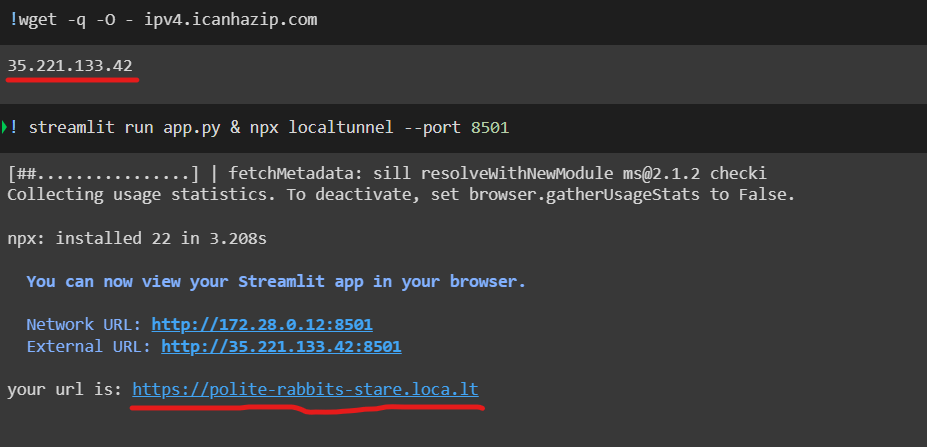 !wget -q -O - ipv4.icanhazip.com
35.221.133.42
! streamlit run app.py & npx localtunnel --port 8501
[##................] | fetchMetadata: sill resolveWithNewModule ms@2.1.2 checki
Collecting usage statistics. To deactivate, set browser.gatherUsageStats to False.
npx: installed 22 in 3.208s
You can now view your Streamlit app in your browser.
Network URL: http://172.28.0.12:8501
External URL: http://35.221.133.42:8501
your url is: https://polite-rabbits-stare.loca.lt